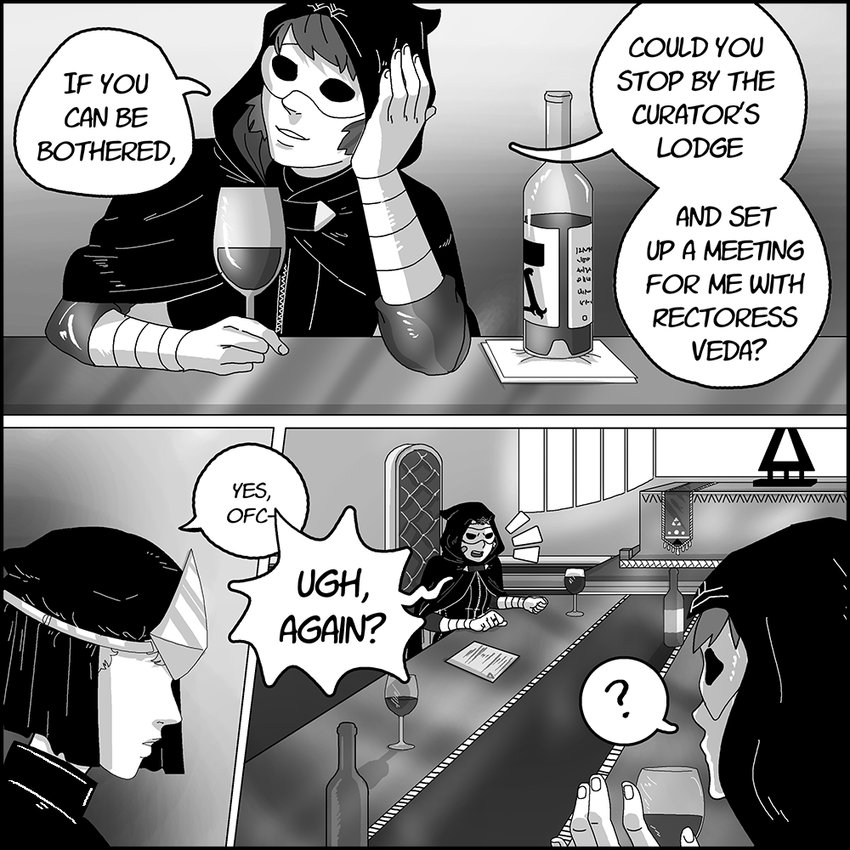 IF YOU
CAN BE
BOTHERED,
COULD YOU
STOP BY THE
CURATOR'S
LODGE
AND SET
UP A MEETING
FOR ME WITH
RECTORESS
VEDA?
YES,
OFC-
UGH,
AGAIN?
?